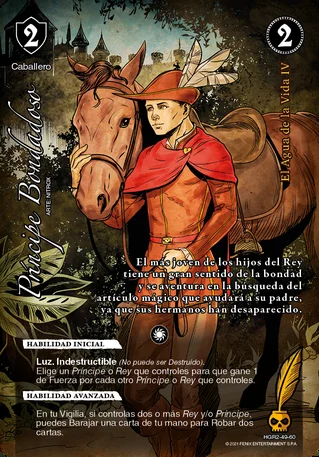 2
2
Caballero
Príncipe Bondadoso
ARTE: NITROX
El Agua de la Vida IV
El más joven de los hijos del Rey
tiene un gran sentido de la bondad
y se aventura en la búsqueda del
artículo mágico que ayudará a su padre,
ya que sus hermanos han desaparecido.
HABILIDAD INICIAL
Luz. Indestructible (No puede ser Destruido).
Elige un Príncipe o Rey que controles para que gane 1
de Fuerza por cada otro Príncipe o Rey que controles.
HABILIDAD AVANZADA
En tu Vigilia, si controlas dos o más Rey y/o Príncipe,
puedes Barajar una carta de tu mano para Robar dos
cartas.
HGR2-49-60
© 2021 FENIX ENTERTAINMENT S.P.A.